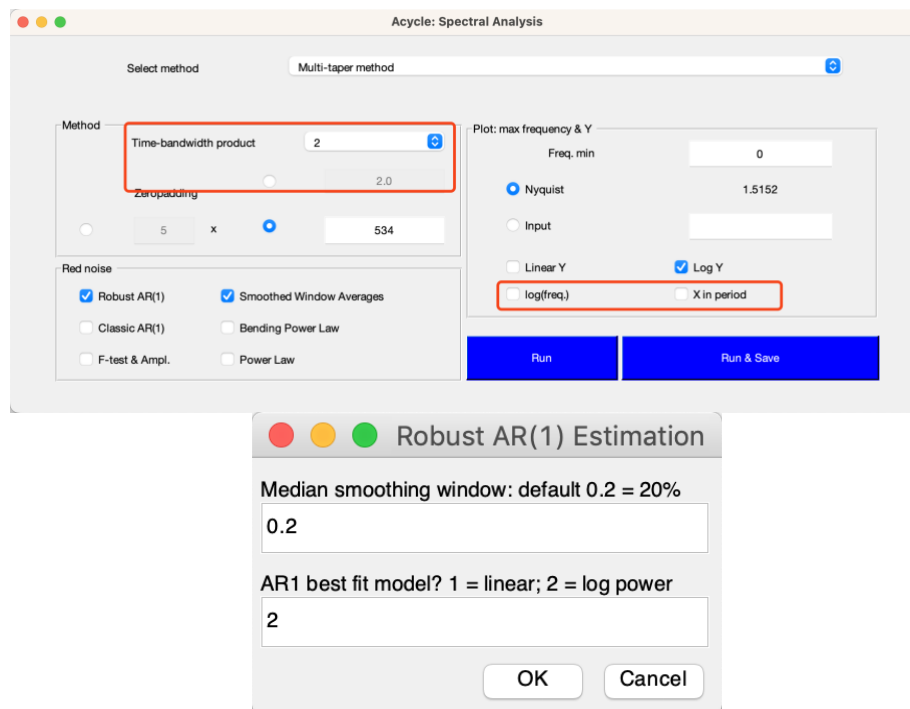 Acycle: Spectral Analysis
Select method
Multi-taper method
Method
Time-bandwidth product
2
2.0
Zeropadding
5
x
534
Red noise
Robust AR(1)
Smoothed Window Averages
Classic AR(1)
Bending Power Law
F-test & Ampl.
Power Law
Plot: max frequency & Y
Freq. min
0
Nyquist
1.5152
Input
Linear Y
Log Y
log(freq.)
X in period
Run
Run & Save
Robust AR(1) Estimation
Median smoothing window: default 0.2 = 20%
0.2
AR1 best fit model? 1 = linear; 2 = log power
2
OK
Cancel